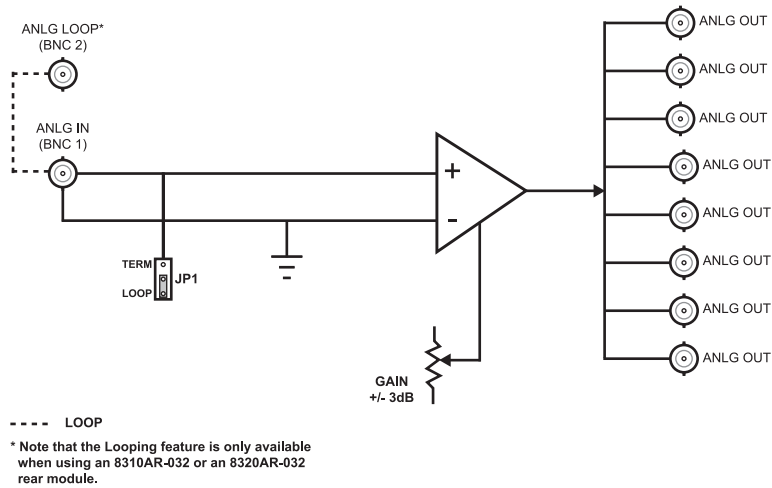 ANLG LOOP*
(BNC 2)
ANLG IN
(BNC 1)
+
-
TERM
JP1
LOOP
GAIN
+/- 3dB
ANLG OUT
ANLG OUT
ANLG OUT
ANLG OUT
ANLG OUT
ANLG OUT
ANLG OUT
ANLG OUT
LOOP
* Note that the Looping feature is only available
when using an 8310AR-032 or an 8320AR-032
rear module.